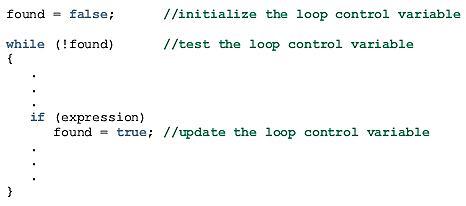 found = false;      //initialize the loop control variable
while (!found)      //test the loop control variable
{
   .
   .
   .
   if (expression)
      found = true; //update the loop control variable
   .
   .
   .
}